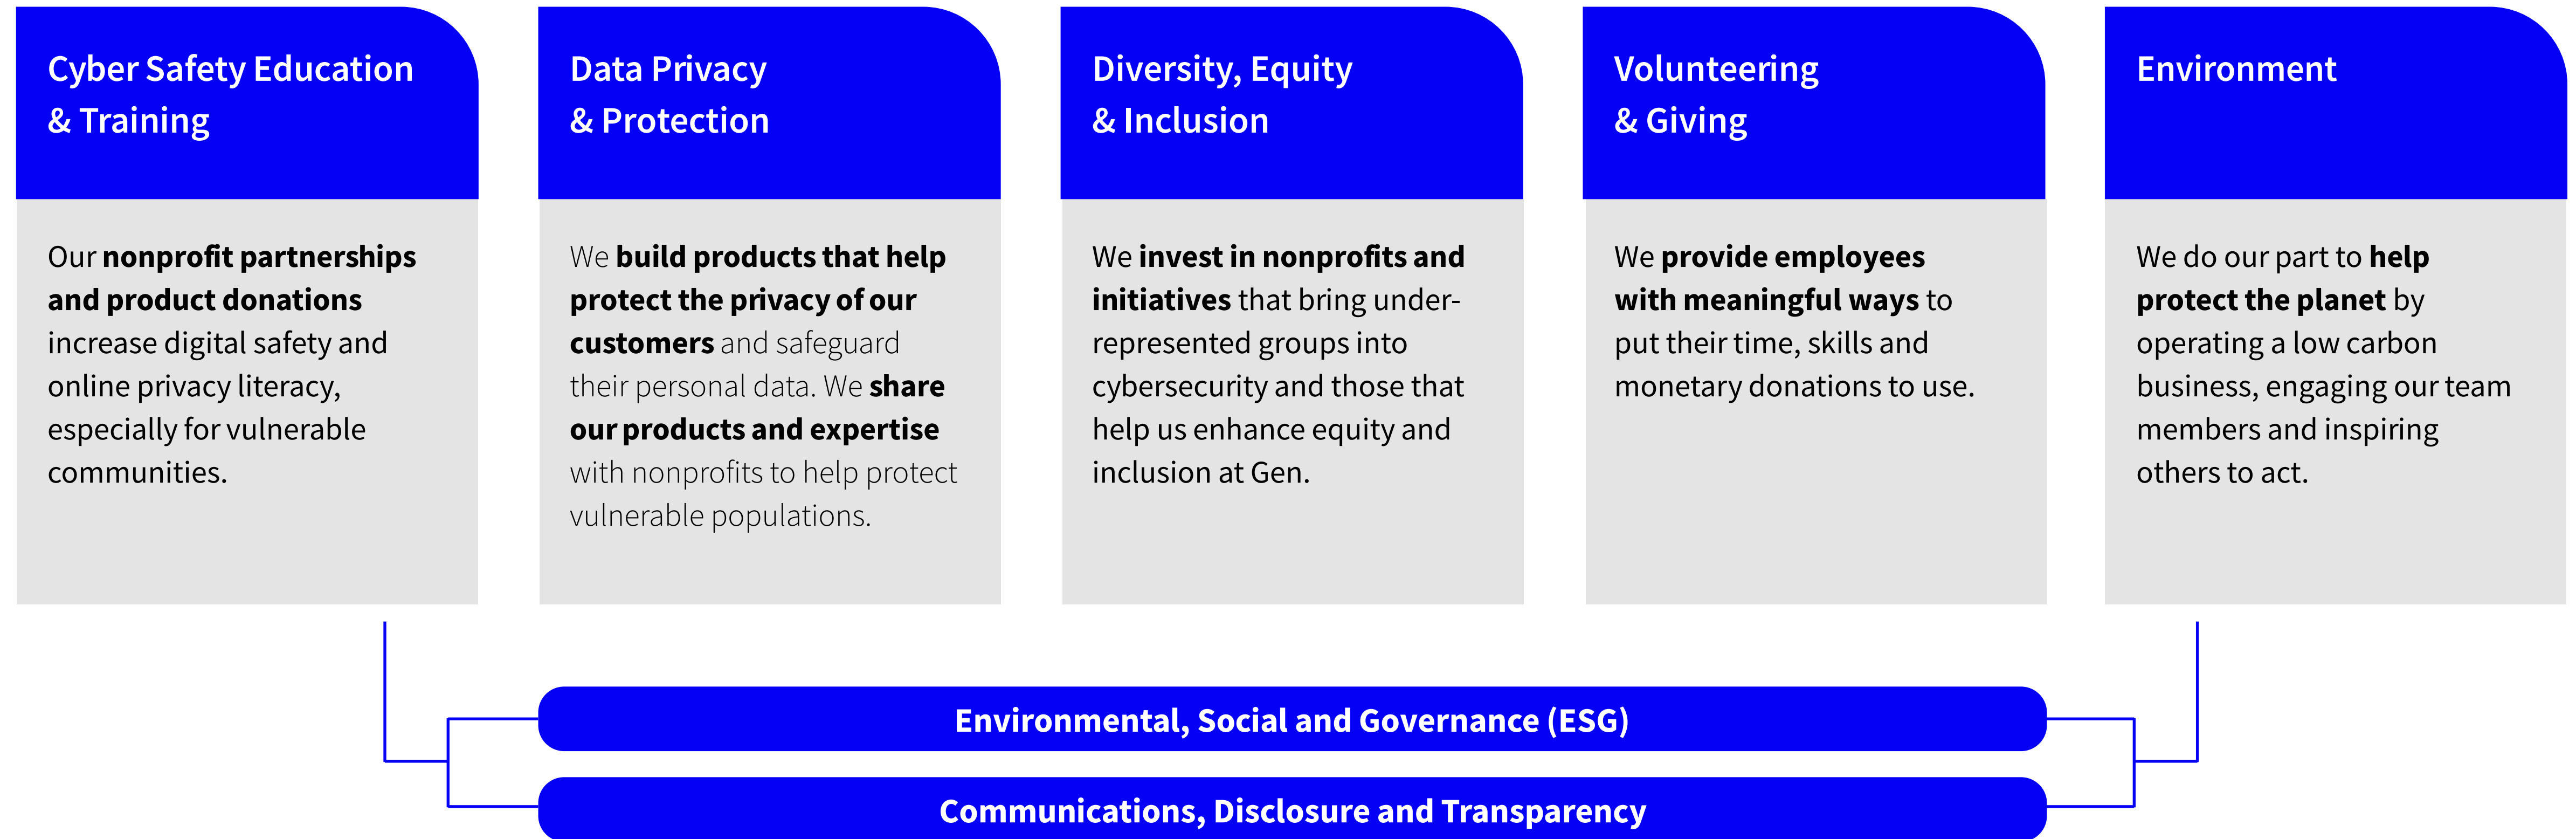 Cyber Safety Education
& Training
Our nonprofit partnerships
and product donations
increase digital safety and
online privacy literacy,
especially for vulnerable
communities.
Data Privacy
& Protection
We build products that help
protect the privacy of our
customers and safeguard
their personal data. We share
our products and expertise
with nonprofits to help protect
vulnerable populations.
Diversity, Equity
& Inclusion
We invest in nonprofits and
initiatives that bring under-
represented groups into
cybersecurity and those that
help us enhance equity and
inclusion at Gen.
Volunteering
& Giving
We provide employees
with meaningful ways to
put their time, skills and
monetary donations to use.
Environment
We do our part to help
protect the planet by
operating a low carbon
business, engaging our team
members and inspiring
others to act.
Environmental, Social and Governance (ESG)
Communications, Disclosure and Transparency